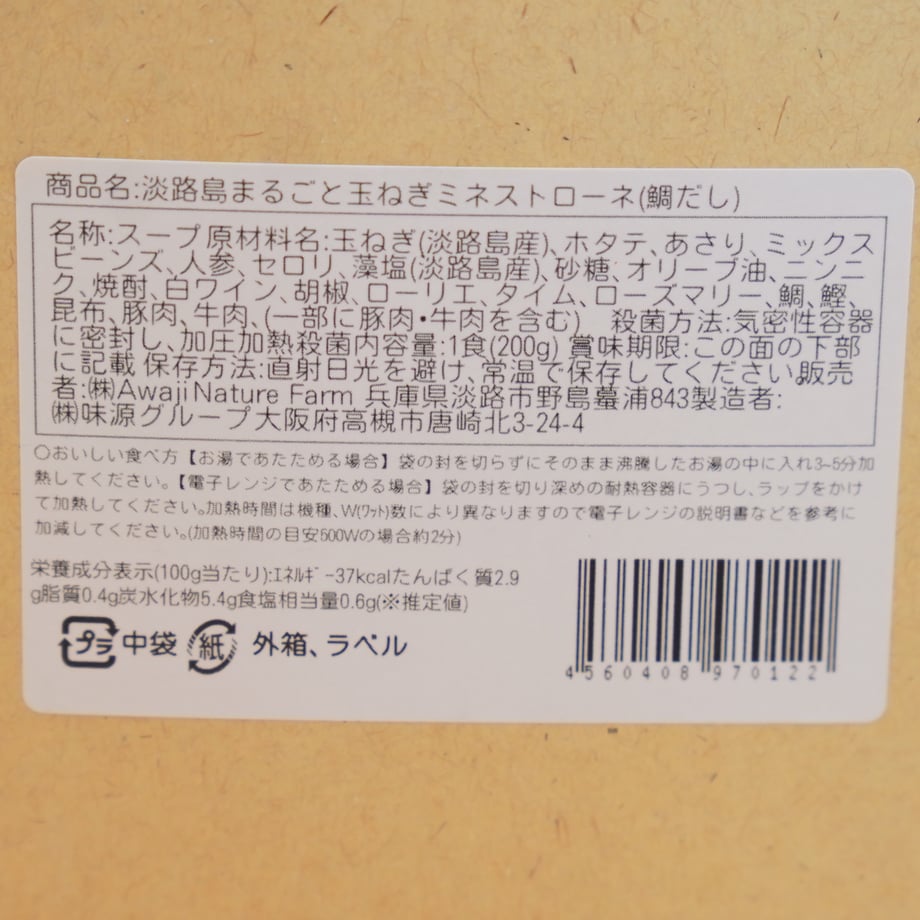 商品名:淡路島まるごと玉ねぎミネストローネ(鯛だし)
名称:スープ 原材料名:玉ねぎ(淡路島産)、ホタテ、あさり、ミックス
ビーンズ、人参、セロリ、藻塩(淡路島産)、砂糖、オリーブ油、ニンニ
ク、焼酎、白ワイン、胡椒、ローリエ、タイム、ローズマリー、鯛、鰹、
昆布、豚肉、牛肉、(一部に豚肉・牛肉を含む) 殺菌方法:気密性容器
に密封し、加圧加熱殺菌内容量:1食(200g) 賞味期限:この面の下部
に記載 保存方法:直射日光を避け、常温で保存してください。販売
者:㈱Awaji Nature Farm 兵庫県淡路市野島蟇浦843製造者:
㈱味源グループ大阪府高槻市唐崎北3-24-4
〇おいしい食べ方【お湯であたためる場合】袋の封を切らずにそのまま沸騰したお湯の中に入れ3~5分加
熱してください。【電子レンジであたためる場合】袋の封を切り深めの耐熱容器にうつし、ラップをかけ
て加熱してください。加熱時間は機種、W(ワット)数により異なりますので電子レンジの説明書などを参考に
加減してください。(加熱時間の目安500Wの場合約2分)
栄養成分表示(100g当たり):エネルギー37kcalたんぱく質2.9
g脂質0.4g炭水化物5.4g食塩相当量0.6g(※推定値)
プラ 中袋 紙 外箱、ラベル
4560408970122